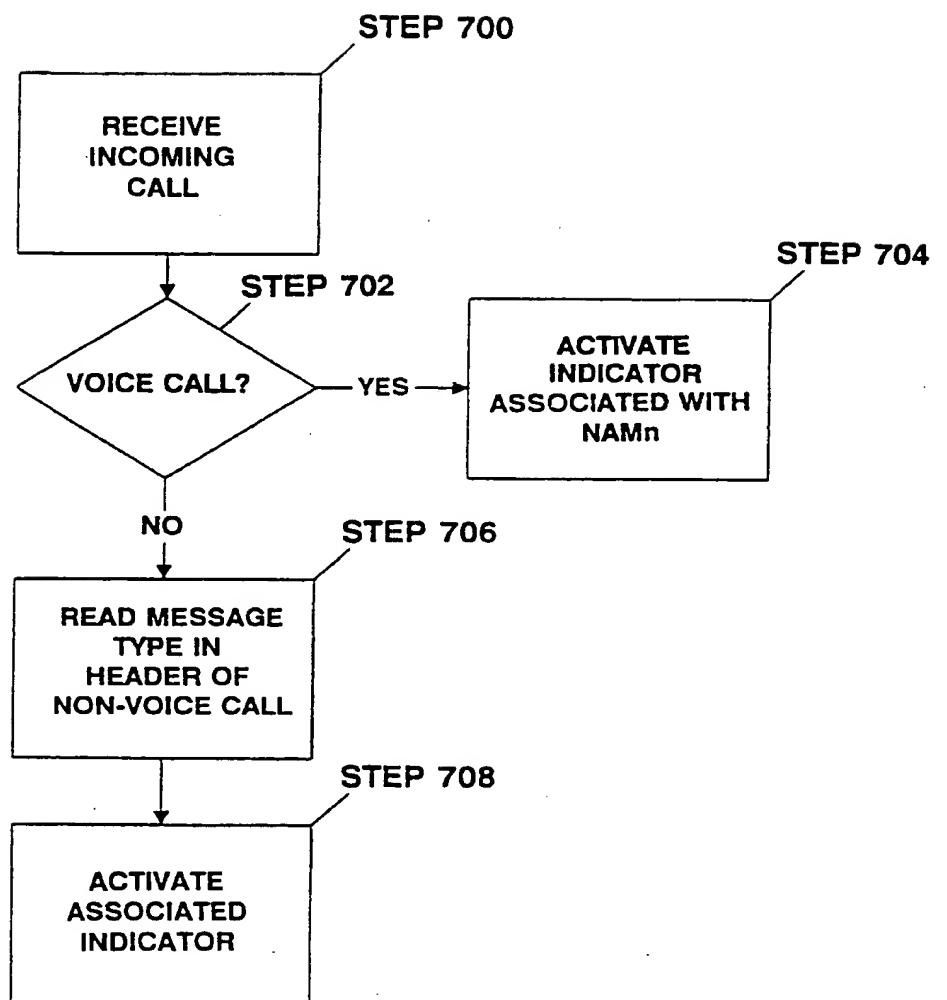 STEP 700
RECEIVE
INCOMING
CALL
STEP 702
VOICE CALL?
YES
STEP 704
ACTIVATE
INDICATOR
ASSOCIATED WITH
NAMn
NO
STEP 706
READ MESSAGE
TYPE IN
HEADER OF
NON-VOICE CALL
STEP 708
ACTIVATE
ASSOCIATED
INDICATOR